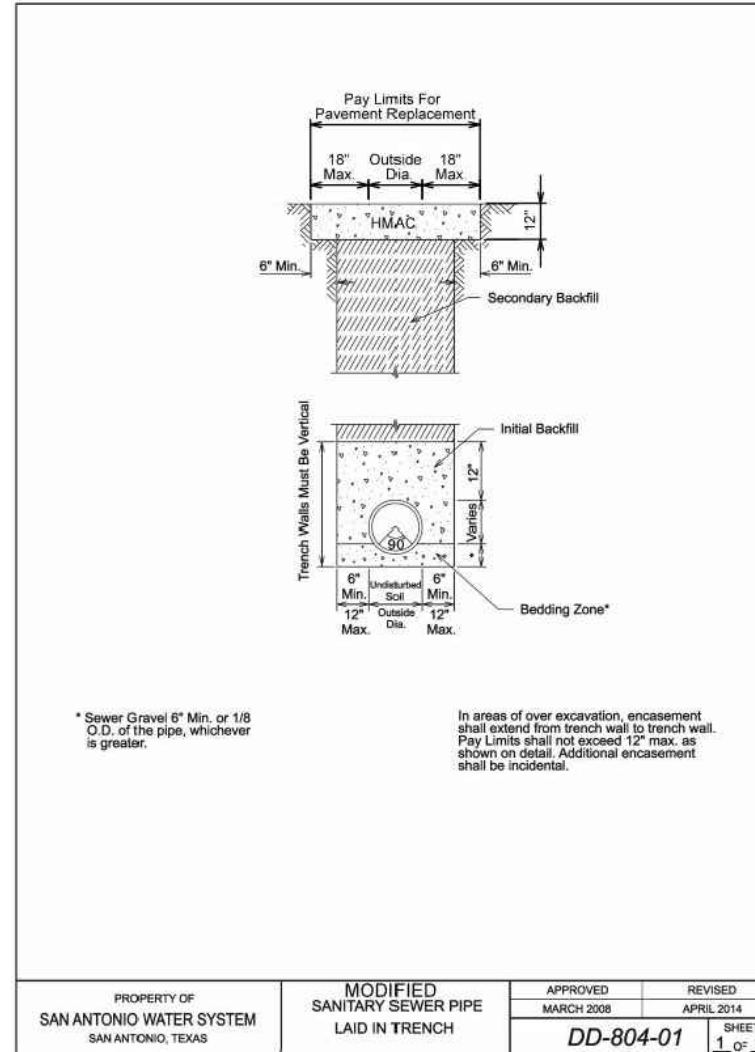 Pay Limits For
Pavement Replacement
18" Outside 18"
Max. Dia. Max.
HMAC
12"
6" Min.
6" Min.
Secondary Backfill
Trench Walls Must Be Vertical
Initial Backfill
12"
Varies
*
90
6" Undisturbed 6"
Min. Soil Min.
12" Outside 12"
Max. Dia. Max.
Bedding Zone*
* Sewer Gravel 6" Min. or 1/8
O.D. of the pipe, whichever
is greater.
In areas of over excavation, encasement
shall extend from trench wall to trench wall.
Pay Limits shall not exceed 12" max. as
shown on detail. Additional encasement
shall be incidental.
PROPERTY OF
SAN ANTONIO WATER SYSTEM
SAN ANTONIO, TEXAS
MODIFIED
SANITARY SEWER PIPE
LAID IN TRENCH
APPROVED REVISED
MARCH 2008 APRIL 2014
DD-804-01
SHEET
1 OF